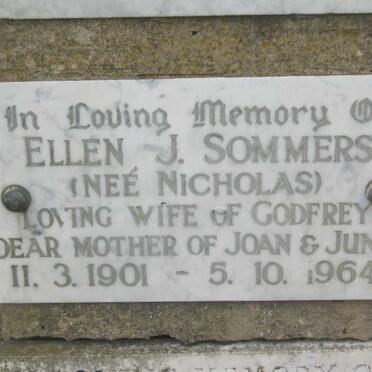 In Loving Memory O
ELLEN J. SOMMERS
(NEÉ NICHOLAS)
LOVING WIFE OF GODFREY
DEAR MOTHER OF JOAN & JUN
11. 3. 1901 - 5. 10. 1964
MEMORY